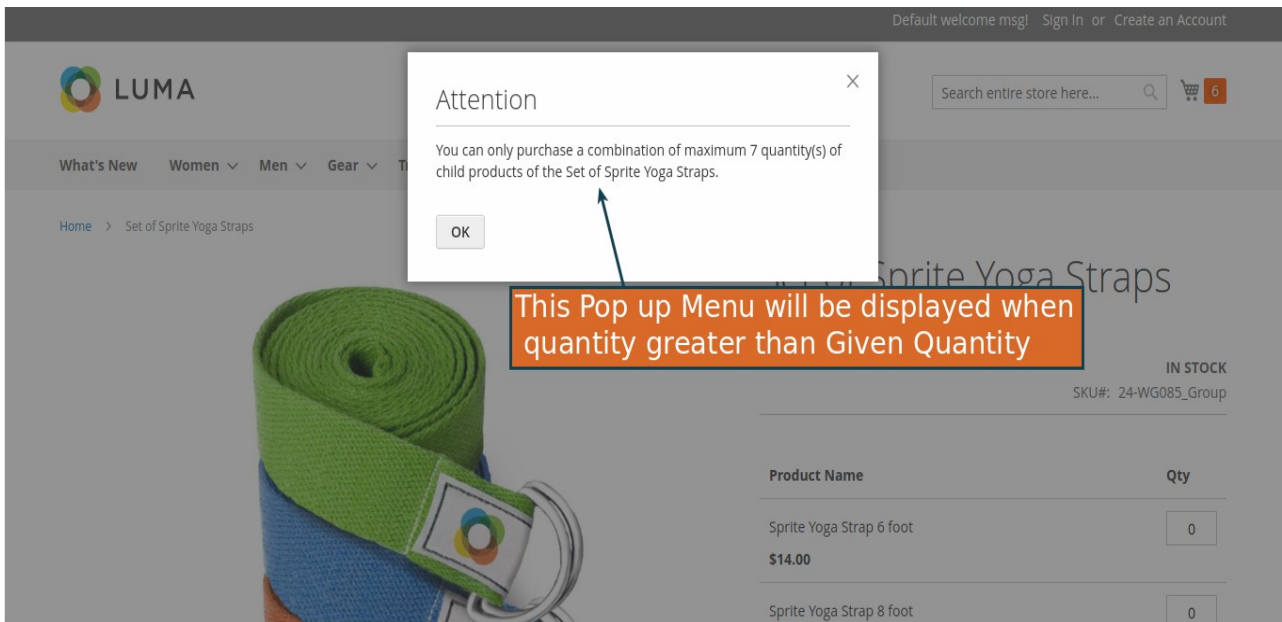 Default welcome msg! Sign In or Create an Account
LUMA
Search entire store here...
6
What's New Women Men Gear
Home > Set of Sprite Yoga Straps
Attention
You can only purchase a combination of maximum 7 quantity(s) of
child products of the Set of Sprite Yoga Straps.
OK
Sprite Yoga Straps
This Pop up Menu will be displayed when
quantity greater than Given Quantity
IN STOCK
SKU#: 24-WG085_Group
Product Name Qty
Sprite Yoga Strap 6 foot 0
$14.00
Sprite Yoga Strap 8 foot 0